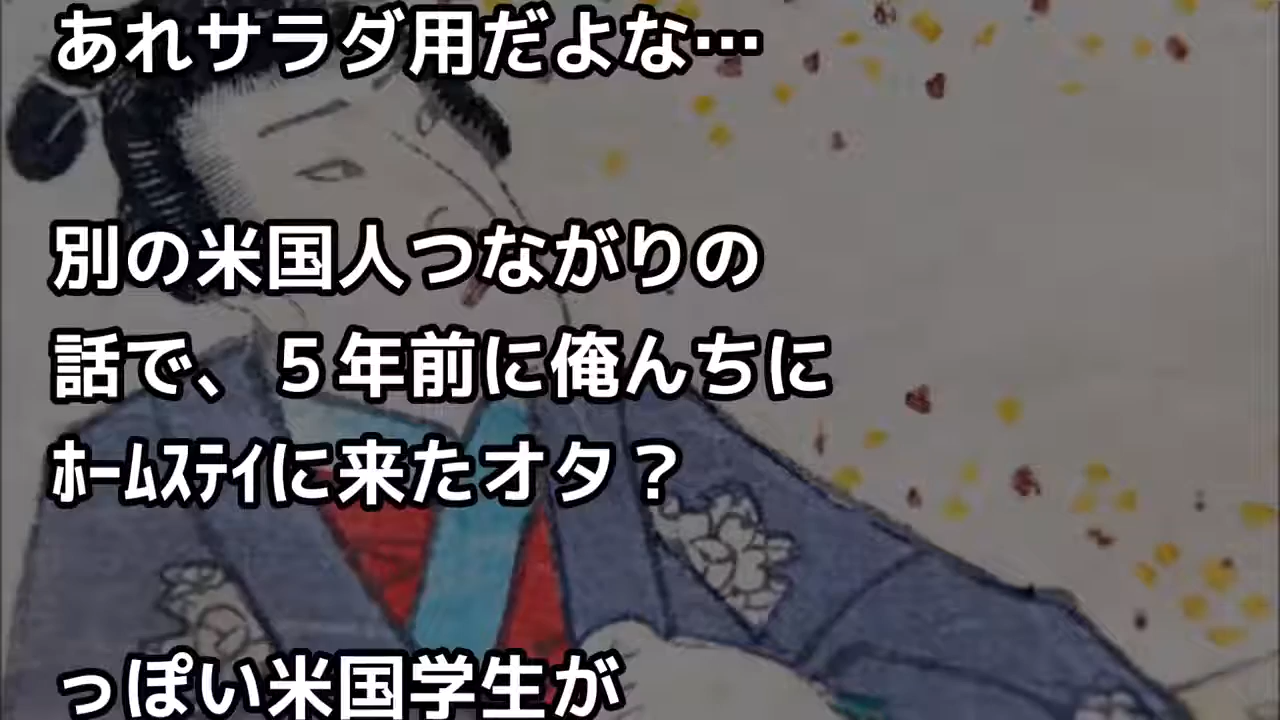 あれサラダ用だよな…
別の米国人つながりの
話で、５年前に俺んちに
ﾎｰﾑｽﾃｲに来たオタ？
っぽい米国学生が